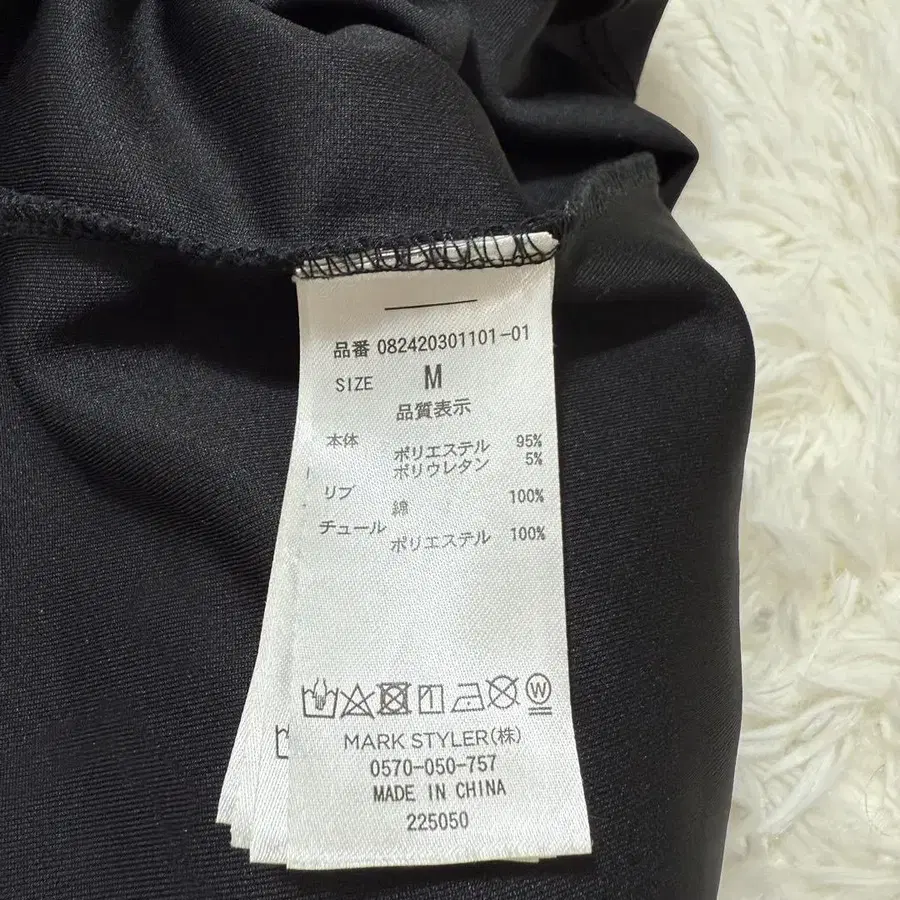 品番 082420301101-01
SIZE M
品質表示
本体 ポリエステル 95%
ポリウレタン 5%
リブ 綿 100%
チュール ポリエステル 100%
W
MARK STYLER(株)
0570-050-757
MADE IN CHINA
225050